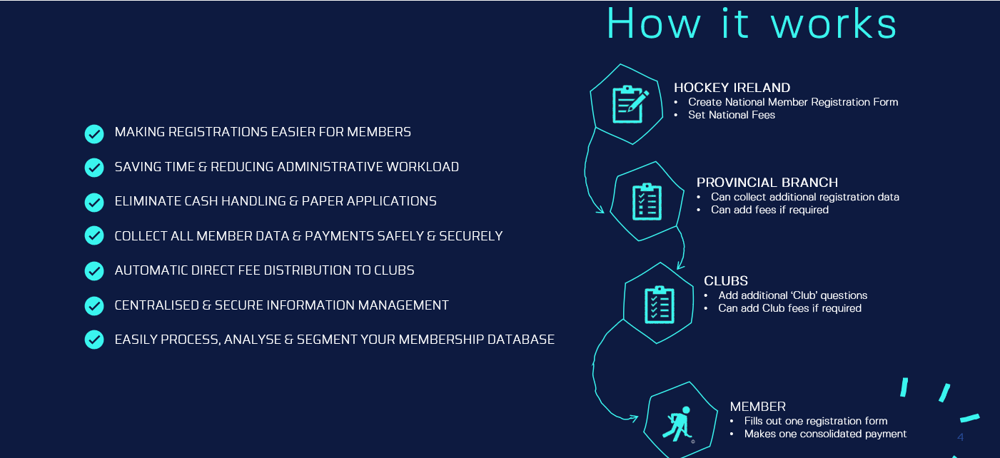 How it works
MAKING REGISTRATIONS EASIER FOR MEMBERS
SAVING TIME & REDUCING ADMINISTRATIVE WORKLOAD
ELIMINATE CASH HANDLING & PAPER APPLICATIONS
COLLECT ALL MEMBER DATA & PAYMENTS SAFELY & SECURELY
AUTOMATIC DIRECT FEE DISTRIBUTION TO CLUBS
CENTRALISED & SECURE INFORMATION MANAGEMENT
EASILY PROCESS, ANALYSE & SEGMENT YOUR MEMBERSHIP DATABASE
HOCKEY IRELAND
• Create National Member Registration Form
• Set National Fees
PROVINCIAL BRANCH
• Can collect additional registration data
• Can add fees if required
CLUBS
• Add additional ‘Club’ questions
• Can add Club fees if required
MEMBER
• Fills out one registration form
• Makes one consolidated payment
4